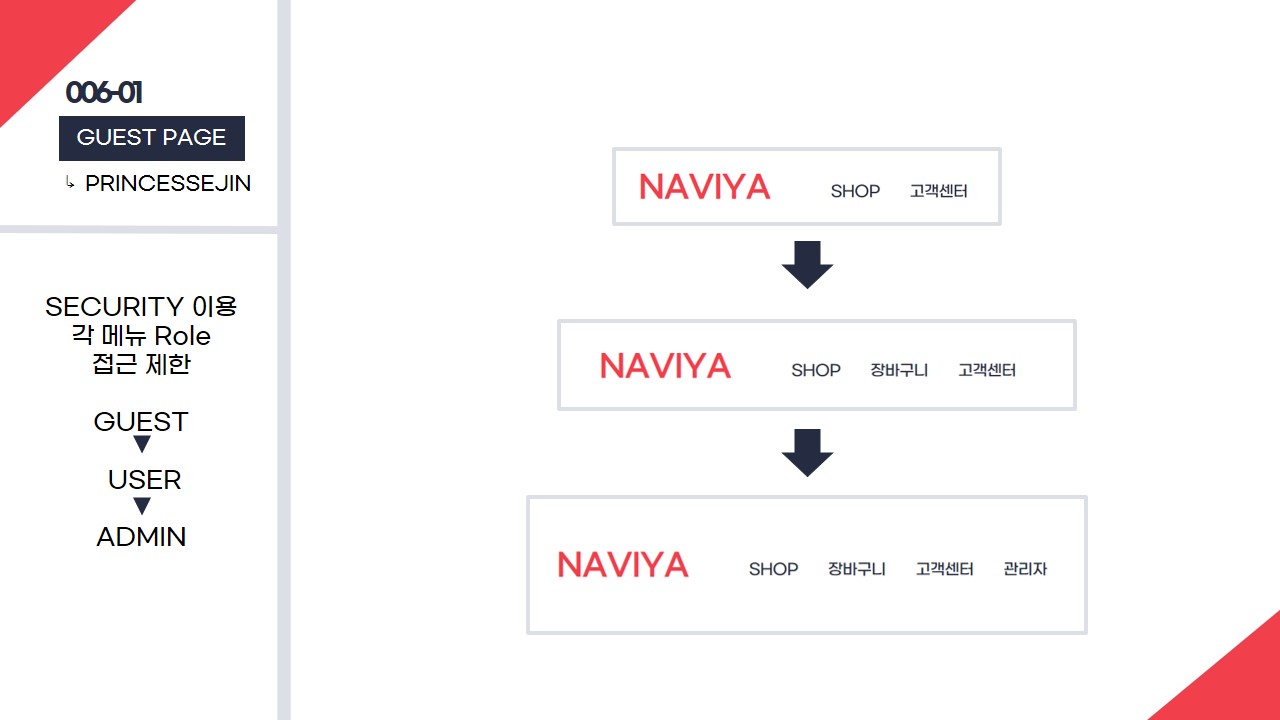 006-01
GUEST PAGE
↳ PRINCESSEJIN
SECURITY 이용
각 메뉴 Role
접근 제한
GUEST
▼
USER
▼
ADMIN
NAVIYA SHOP 고객센터
NAVIYA SHOP 장바구니 고객센터
NAVIYA SHOP 장바구니 고객센터 관리자